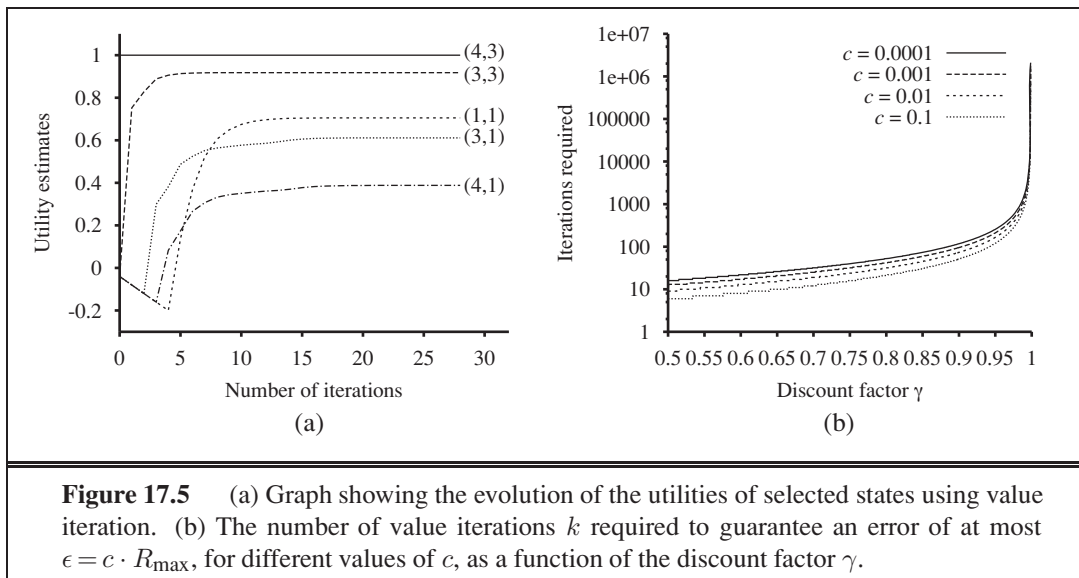 1
0.8
0.6
0.4
0.2
0
-0.2
Utility estimates
(4,3)
(3,3)
(1,1)
(3,1)
(4,1)
0 5 10 15 20 25 30
Number of iterations
(a)
1e+07
1e+06
100000
10000
1000
100
10
1
Iterations required
c = 0.0001
c = 0.001
c = 0.01
c = 0.1
0.5 0.55 0.6 0.65 0.7 0.75 0.8 0.85 0.9 0.95 1
Discount factor γ
(b)
Figure 17.5 (a) Graph showing the evolution of the utilities of selected states using value
iteration. (b) The number of value iterations k required to guarantee an error of at most
ϵ = c · Rmax, for different values of c, as a function of the discount factor γ.